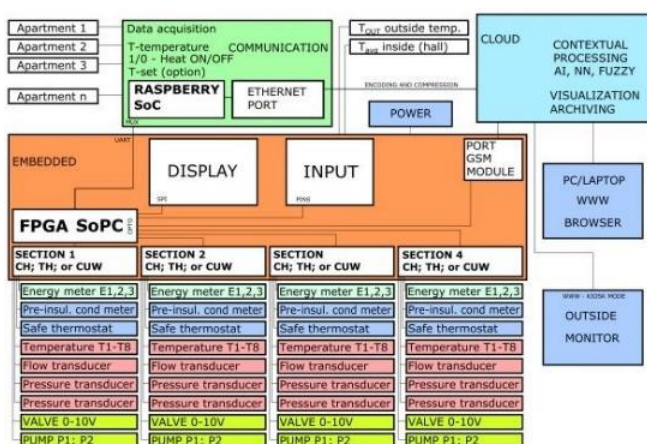 Apartment 1
Apartment 2
Apartment 3
Apartment n
Data acquisition
T-temperature
1/0 - Heat ON/OFF
T-set (option)
COMMUNICATION
RASPBERRY
SoC
ETHERNET
PORT
MUX
TOUT outside temp.
Tavg inside (hall)
ENCODING AND COMPRESSION
POWER
CLOUD
CONTEXTUAL
PROCESSING
AI, NN, FUZZY
VISUALIZATION
ARCHIVING
UART
EMBEDDED
DISPLAY
SPI
INPUT
PING
PORT
GSM
MODULE
FPGA SoPC
OPTO
PC/LAPTOP
WWW
BROWSER
WWW - KIOSK MODE
OUTSIDE
MONITOR
SECTION 1
CH; TH; or CUW
SECTION 2
CH; TH; or CUW
SECTION
CH; TH; or CUW
SECTION 4
CH; TH; or CUW
Energy meter E1,2,3
Pre-insul. cond meter
Safe thermostat
Temperature T1-T8
Flow transducer
Pressure transducer
Pressure transducer
VALVE 0-10V
PUMP P1; P2
Energy meter E1,2,3
Pre-insul. cond meter
Safe thermostat
Temperature T1-T8
Flow transducer
Pressure transducer
Pressure transducer
VALVE 0-10V
PUMP P1; P2
Energy meter E1,2,3
Pre-insul. cond meter
Safe thermostat
Temperature T1-T8
Flow transducer
Pressure transducer
Pressure transducer
VALVE 0-10V
PUMP P1; P2
Energy meter E1,2,3
Pre-insul. cond meter
Safe thermostat
Temperature T1-T8
Flow transducer
Pressure transducer
Pressure transducer
VALVE 0-10V
PUMP P1; P2